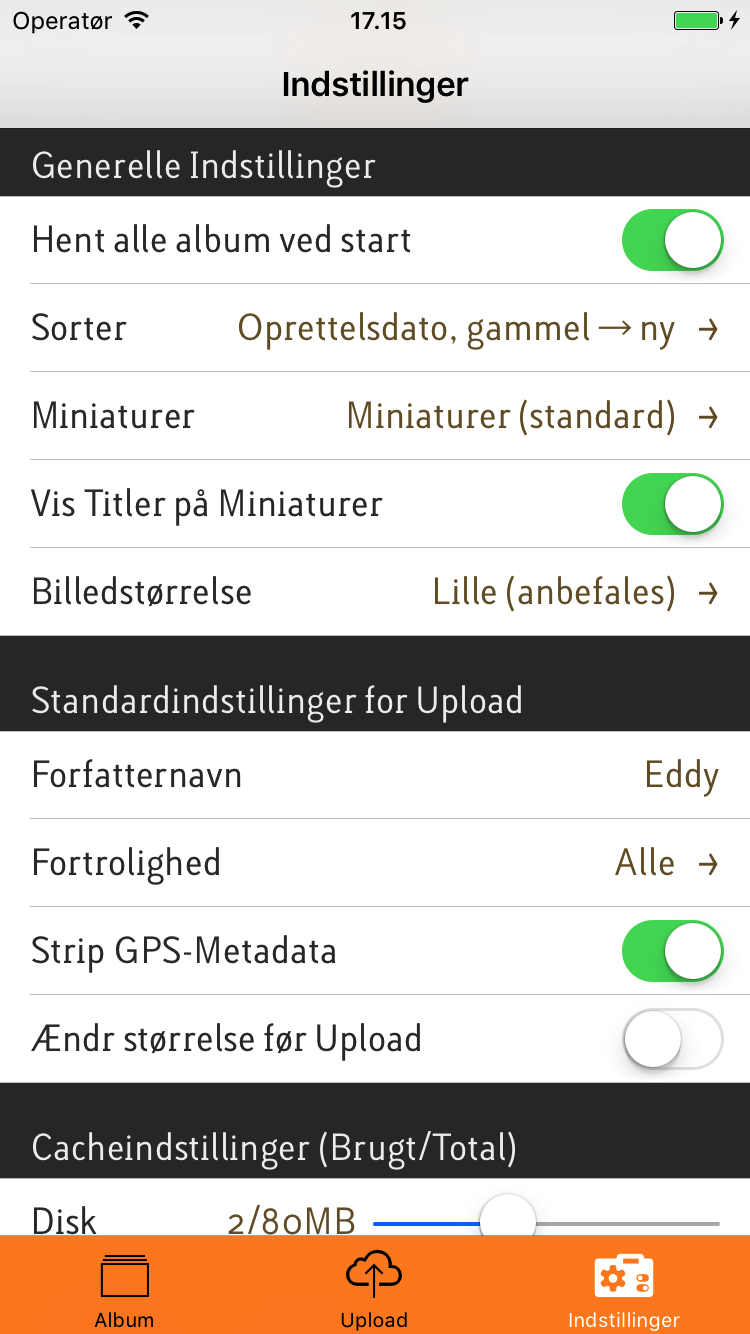 Operatør 17.15
Indstillinger
Generelle Indstillinger
Hent alle album ved start
Sorter Oprettelsdato, gammel → ny →
Miniaturer Miniaturer (standard) →
Vis Titler på Miniaturer
Billedstørrelse Lille (anbefales) →
Standardindstillinger for Upload
Forfatternavn Eddy
Fortrolighed Alle →
Strip GPS-Metadata
Ændr størrelse før Upload
Cacheindstillinger (Brugt/Total)
Disk 2/80MB
Album Upload Indstillinger